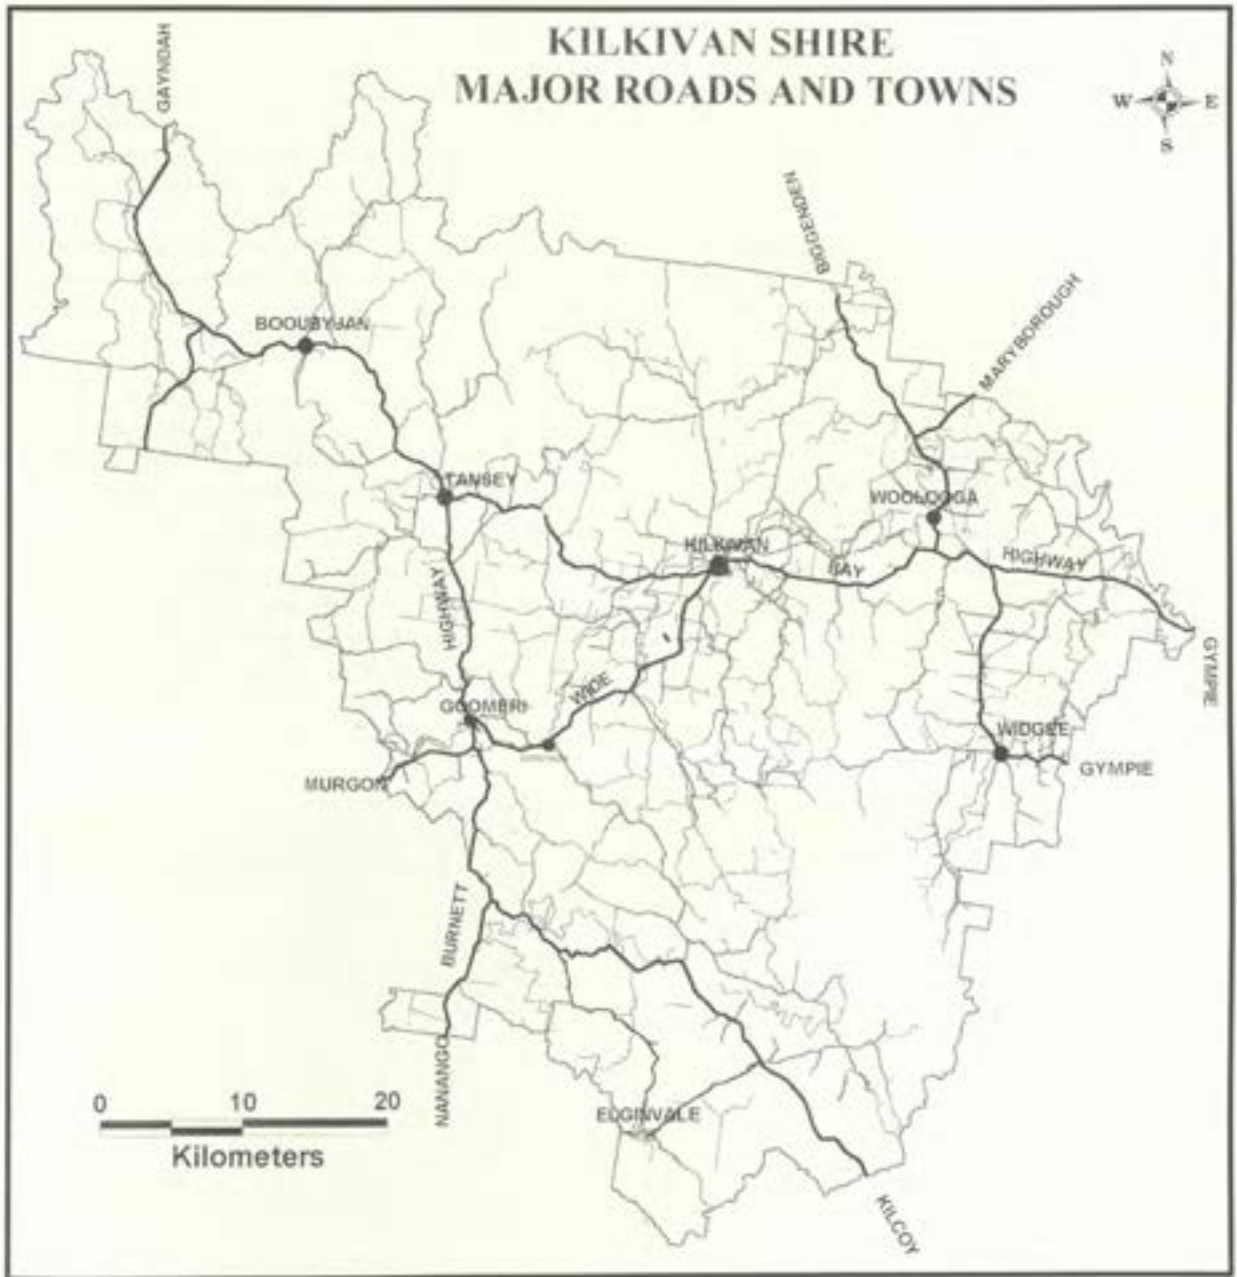 KILKIVAN SHIRE
MAJOR ROADS AND TOWNS
N
W E
S
GAYNDAH
BIGGENDEN
MARYBOROUGH
BOOUBYJAN
TANSEY
WOOLOOGA
KILKIVAN
BAY
HIGHWAY
HIGHWAY
GYMPIE
WIDE
GOOMERI
WIDGEE
MURGON
GYMPIE
BURNETT
NANANGO
ELGINVALE
KILCOY
0 10 20
Kilometers